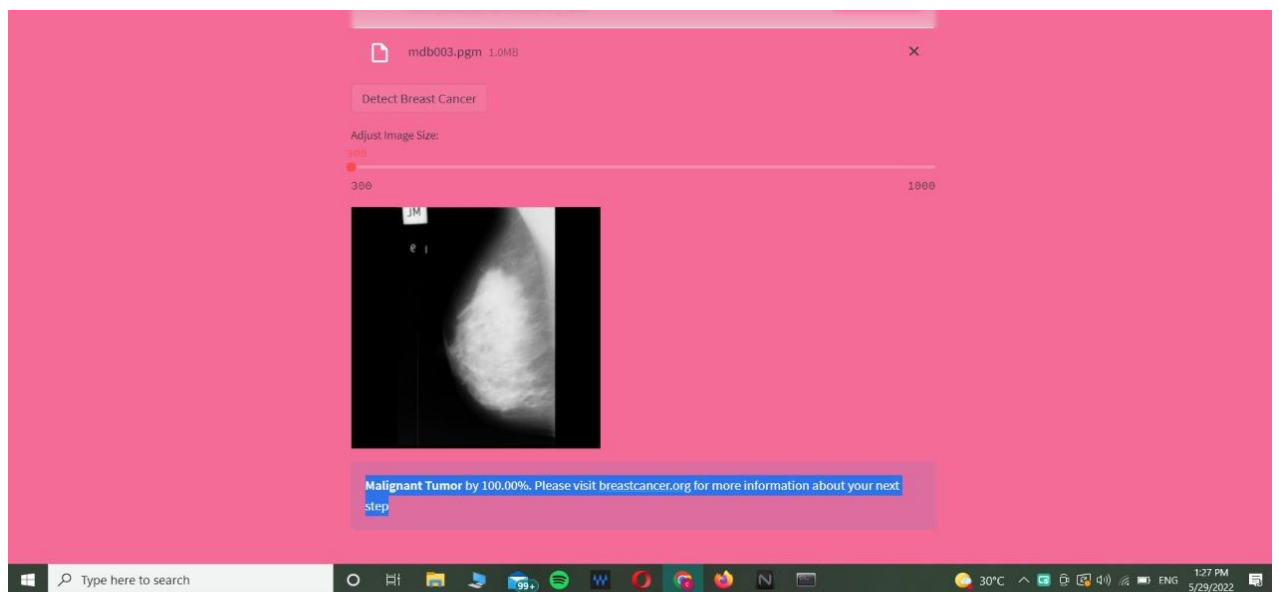 mdb003.pgm 1.0MB
Detect Breast Cancer
Adjust Image Size:
300
300 1000
JM
Malignant Tumor by 100.00%. Please visit breastcancer.org for more information about your next
step
Type here to search
99+
30°C
ENG
1:27 PM
5/29/2022